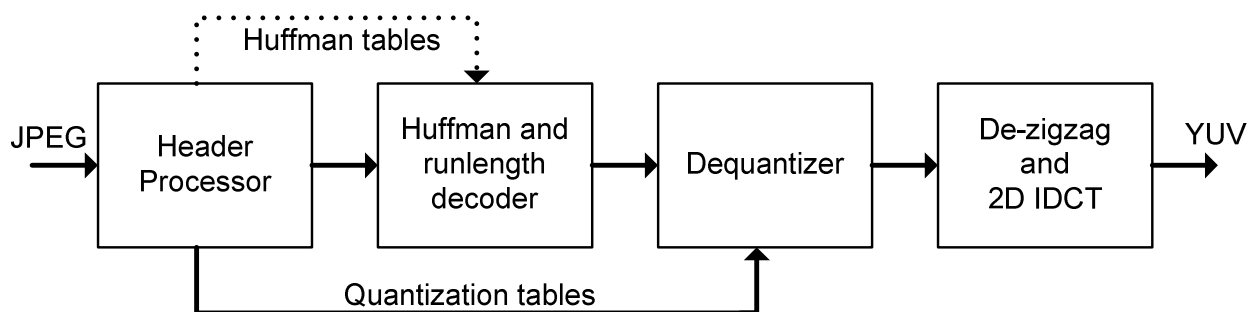 Huffman tables
JPEG
Header
Processor
Huffman and
runlength
decoder
Dequantizer
De-zigzag
and
2D IDCT
YUV
Quantization tables